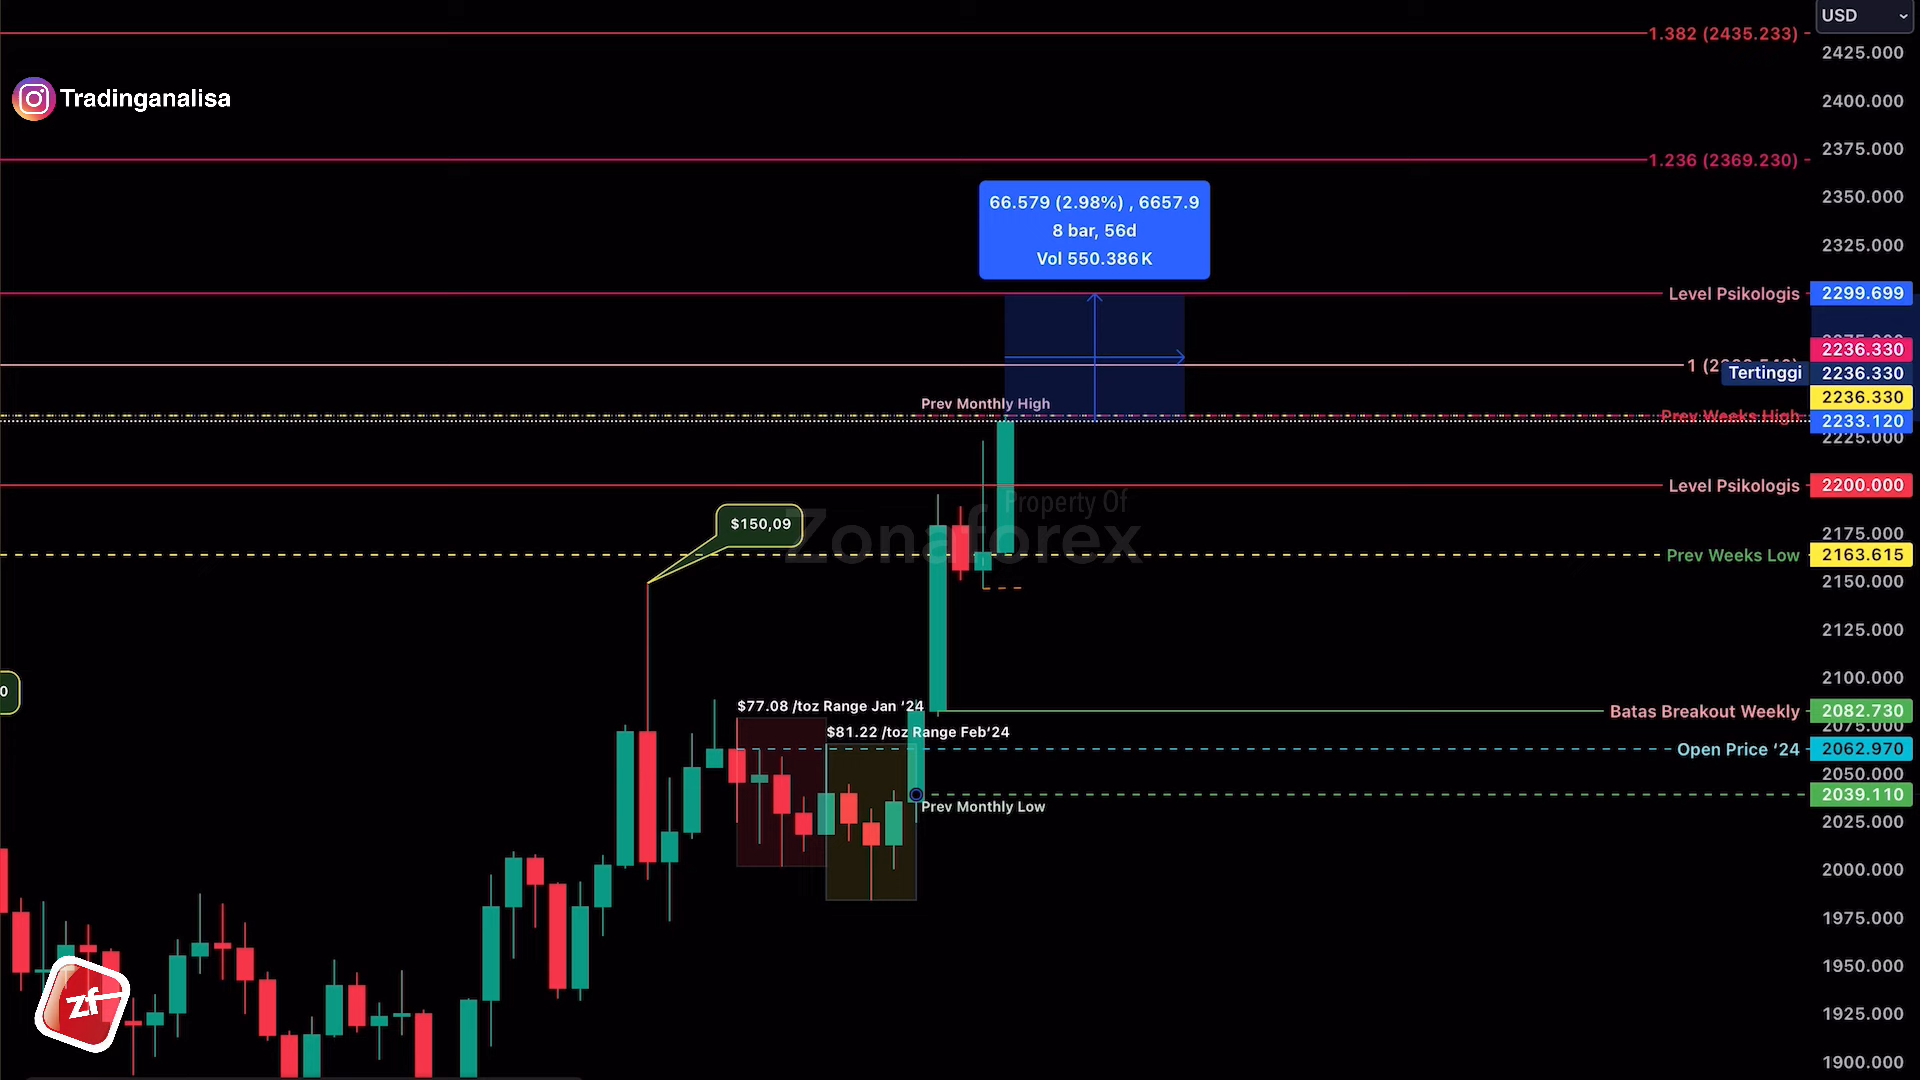 USD
1.382 (2435.233)
2425.000
Tradinganalisa
2400.000
1.236 (2369.230)
2375.000
66.579 (2.98%) , 6657.9
8 bar, 56d
Vol 550.386K
2350.000
2325.000
Level Psikologis
2299.699
2236.330
Tertinggi
2236.330
Prev Monthly High
2236.330
Prev Weeks High
2233.120
2225.000
Level Psikologis
2200.000
Property Of
Zonaforex
$150,09
2175.000
Prev Weeks Low
2163.615
2150.000
2125.000
2100.000
0
$77.08 /toz Range Jan ‘24
Batas Breakout Weekly
2082.730
2075.000
$81.22 /toz Range Feb‘24
Open Price ‘24
2062.970
2050.000
2039.110
Prev Monthly Low
2025.000
2000.000
1975.000
1950.000
zf
1925.000
1900.000